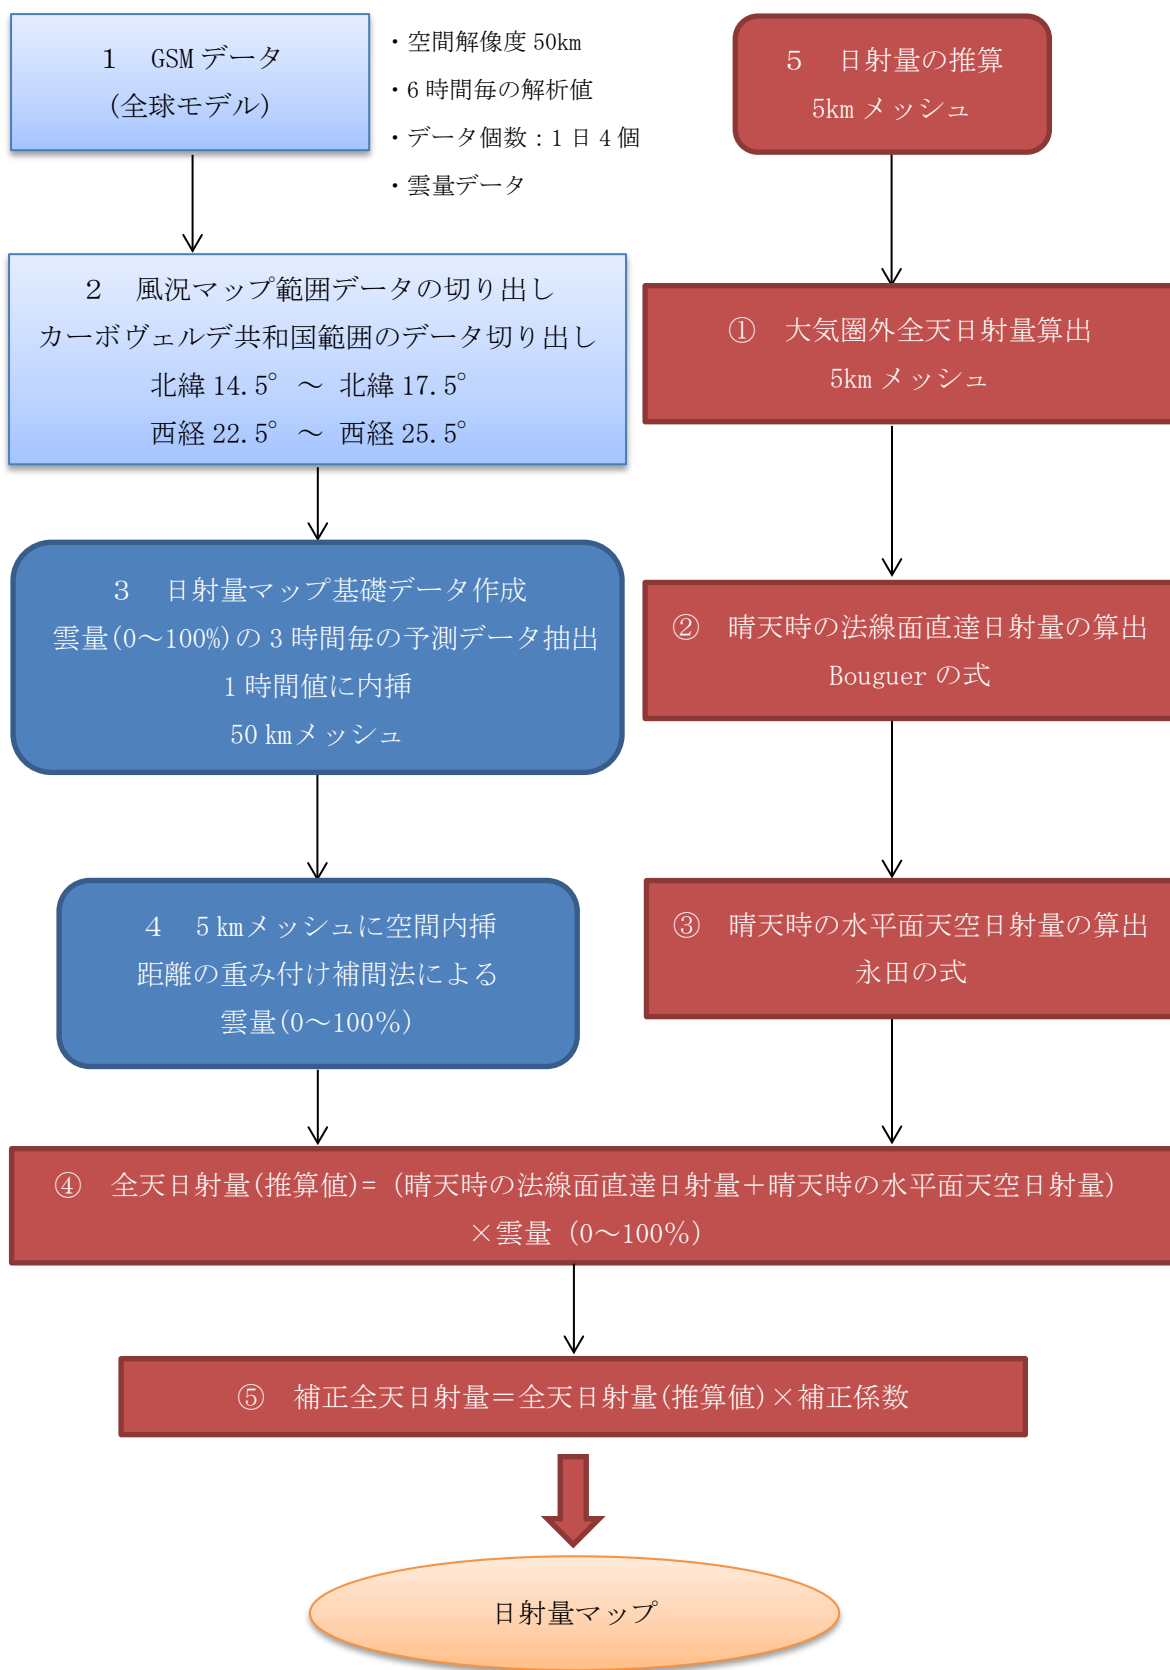 1 GSM データ
(全球モデル)
・空間解像度 50km
・6 時間毎の解析値
・データ個数：1 日 4 個
・雲量データ
2 風況マップ範囲データの切り出し
カーボヴェルデ共和国範囲のデータ切り出し
北緯 14.5° ～ 北緯 17.5°
西経 22.5° ～ 西経 25.5°
3 日射量マップ基礎データ作成
雲量(0～100%)の 3 時間毎の予測データ抽出
1 時間値に内挿
50 kmメッシュ
4 5 kmメッシュに空間内挿
距離の重み付け補間法による
雲量(0～100％)
5 日射量の推算
5km メッシュ
① 大気圏外全天日射量算出
5km メッシュ
② 晴天時の法線面直達日射量の算出
Bouguer の式
③ 晴天時の水平面天空日射量の算出
永田の式
④ 全天日射量(推算値)= (晴天時の法線面直達日射量＋晴天時の水平面天空日射量)
×雲量 (0～100％)
⑤ 補正全天日射量＝全天日射量(推算値)×補正係数
日射量マップ